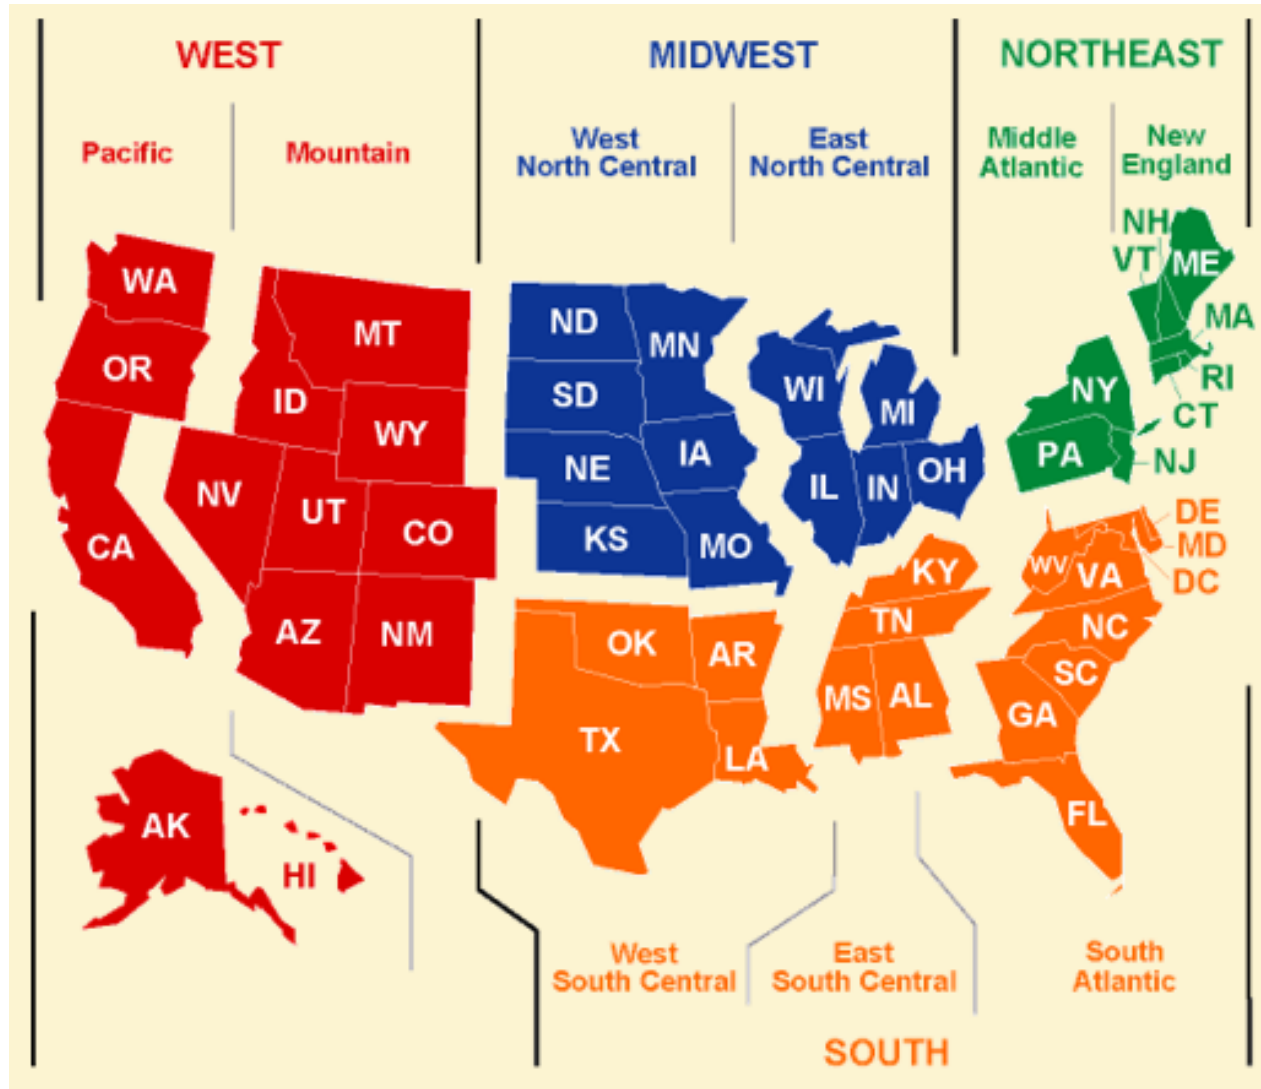 WEST
MIDWEST
NORTHEAST
Pacific
Mountain
West
North Central
East
North Central
Middle
Atlantic
New
England
NH
VT
ME
MA
RI
CT
NY
PA
NJ
WA
OR
CA
MT
ID
WY
NV
UT
CO
AZ
NM
AK
HI
ND
SD
NE
KS
MN
IA
MO
WI
MI
IL
IN
OH
OK
AR
TX
LA
KY
TN
MS
AL
DE
MD
DC
WV
VA
NC
SC
GA
FL
West
South Central
East
South Central
South
Atlantic
SOUTH